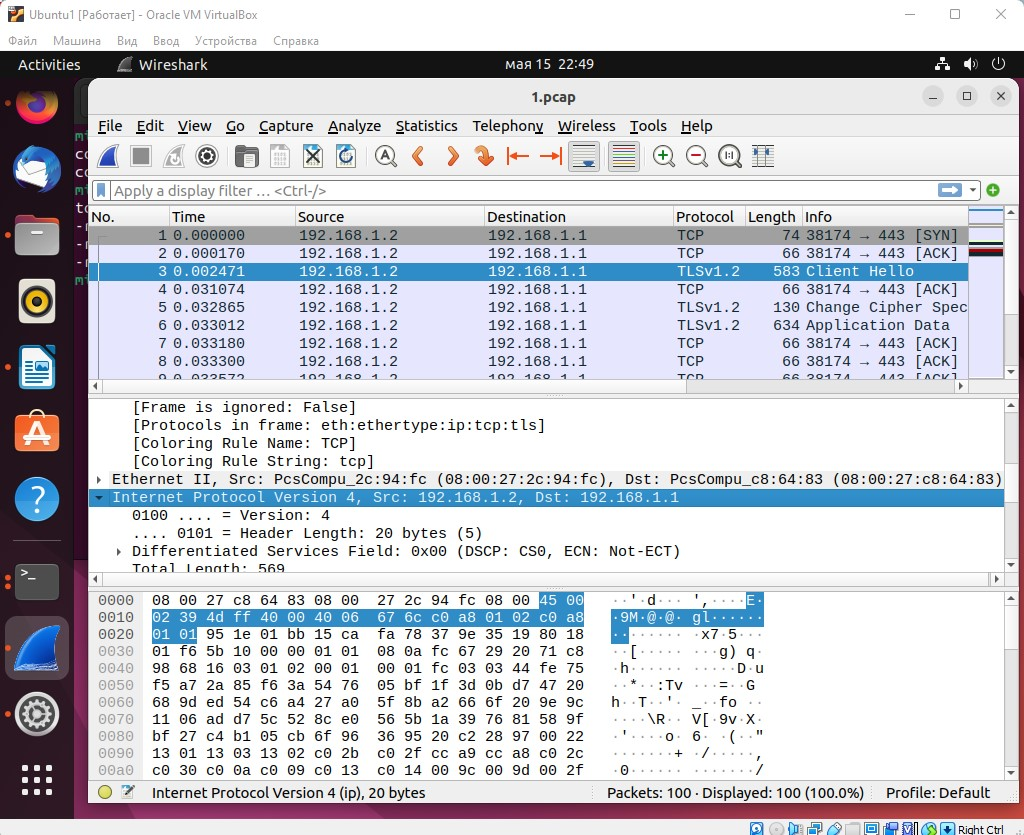 Ubuntu1 [Работает] - Oracle VM VirtualBox
Файл Машина Вид Ввод Устройства Справка
Activities Wireshark мая 15 22:49
1.pcap
File Edit View Go Capture Analyze Statistics Telephony Wireless Tools Help
Apply a display filter … <Ctrl-/>
No. Time Source Destination Protocol Length Info
1 0.000000 192.168.1.2 192.168.1.1 TCP 74 38174 → 443 [SYN]
2 0.000170 192.168.1.2 192.168.1.1 TCP 66 38174 → 443 [ACK]
3 0.002471 192.168.1.2 192.168.1.1 TLSv1.2 583 Client Hello
4 0.031074 192.168.1.2 192.168.1.1 TCP 66 38174 → 443 [ACK]
5 0.032865 192.168.1.2 192.168.1.1 TLSv1.2 130 Change Cipher Spec
6 0.033012 192.168.1.2 192.168.1.1 TLSv1.2 634 Application Data
7 0.033180 192.168.1.2 192.168.1.1 TCP 66 38174 → 443 [ACK]
8 0.033300 192.168.1.2 192.168.1.1 TCP 66 38174 → 443 [ACK]
9 0.033572 192.168.1.2 192.168.1.1 TCP 66 38174 → 443 [ACK]
[Frame is ignored: False]
[Protocols in frame: eth:ethertype:ip:tcp:tls]
[Coloring Rule Name: TCP]
[Coloring Rule String: tcp]
Ethernet II, Src: PcsCompu_2c:94:fc (08:00:27:2c:94:fc), Dst: PcsCompu_c8:64:83 (08:00:27:c8:64:83)
Internet Protocol Version 4, Src: 192.168.1.2, Dst: 192.168.1.1
0100 .... = Version: 4
.... 0101 = Header Length: 20 bytes (5)
Differentiated Services Field: 0x00 (DSCP: CS0, ECN: Not-ECT)
Total Length: 569
0000 08 00 27 c8 64 83 08 00 27 2c 94 fc 08 00 45 00 ··'·d···',····E·
0010 02 39 4d ff 40 00 40 06 67 6c c0 a8 01 02 c0 a8 ·9M·@·@·gl······
0020 01 01 95 1e 01 bb 15 ca fa 78 37 9e 35 19 80 18 ·········x7·5···
0030 01 f6 5b 10 00 00 01 01 08 0a fc 67 29 20 71 c8 ··[········g) q·
0040 98 68 16 03 01 02 00 01 00 01 fc 03 03 44 fe 75 ·h···········D·u
0050 f5 a7 2a 85 f6 3a 54 76 05 bf 1f 3d 0b d7 47 20 ··*··:Tv···=··G
0060 68 9d ed 54 c6 a4 27 a0 5f 8b a2 66 6f 20 9e 9c h··T··'·_··fo ··
0070 11 06 ad d7 5c 52 8c e0 56 5b 1a 39 76 81 58 9f ····\R··V[·9v·X·
0080 bf 27 c4 b1 05 cb 6f 96 36 95 20 c2 28 97 00 22 ·'····o·6· ·(··"
0090 13 01 13 03 13 02 c0 2b c0 2f cc a9 cc a8 c0 2c ·······+·/·····,
00a0 c0 30 c0 0a c0 09 c0 13 c0 14 00 9c 00 9d 00 2f ·0·············/
Internet Protocol Version 4 (ip), 20 bytes Packets: 100 · Displayed: 100 (100.0%) Profile: Default
Right Ctrl